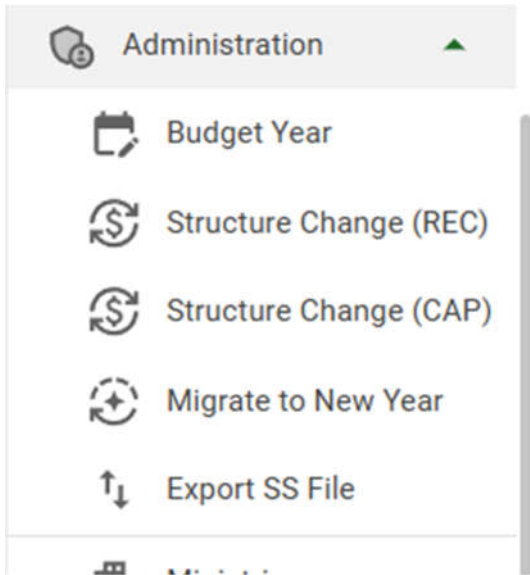 Administration
Budget Year
Structure Change (REC)
Structure Change (CAP)
Migrate to New Year
Export SS File